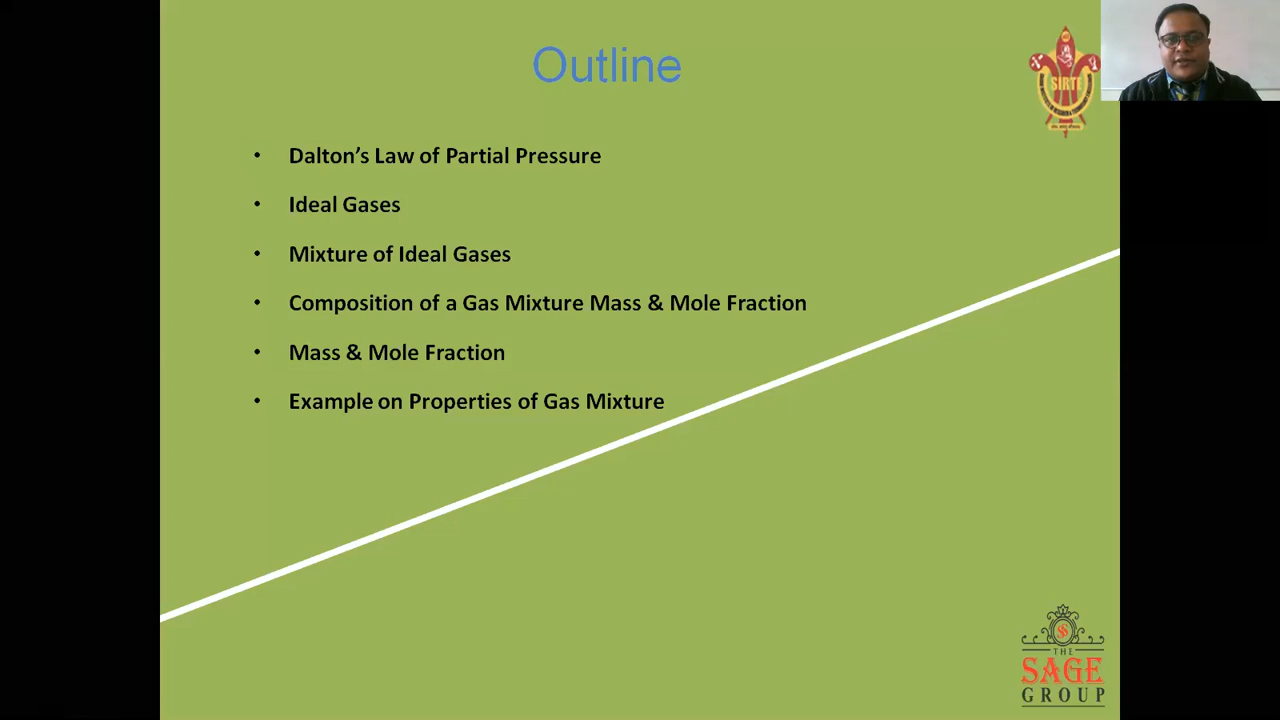 Outline
SIRTE
• Dalton’s Law of Partial Pressure
• Ideal Gases
• Mixture of Ideal Gases
• Composition of a Gas Mixture Mass & Mole Fraction
• Mass & Mole Fraction
• Example on Properties of Gas Mixture
THE
SAGE
GROUP